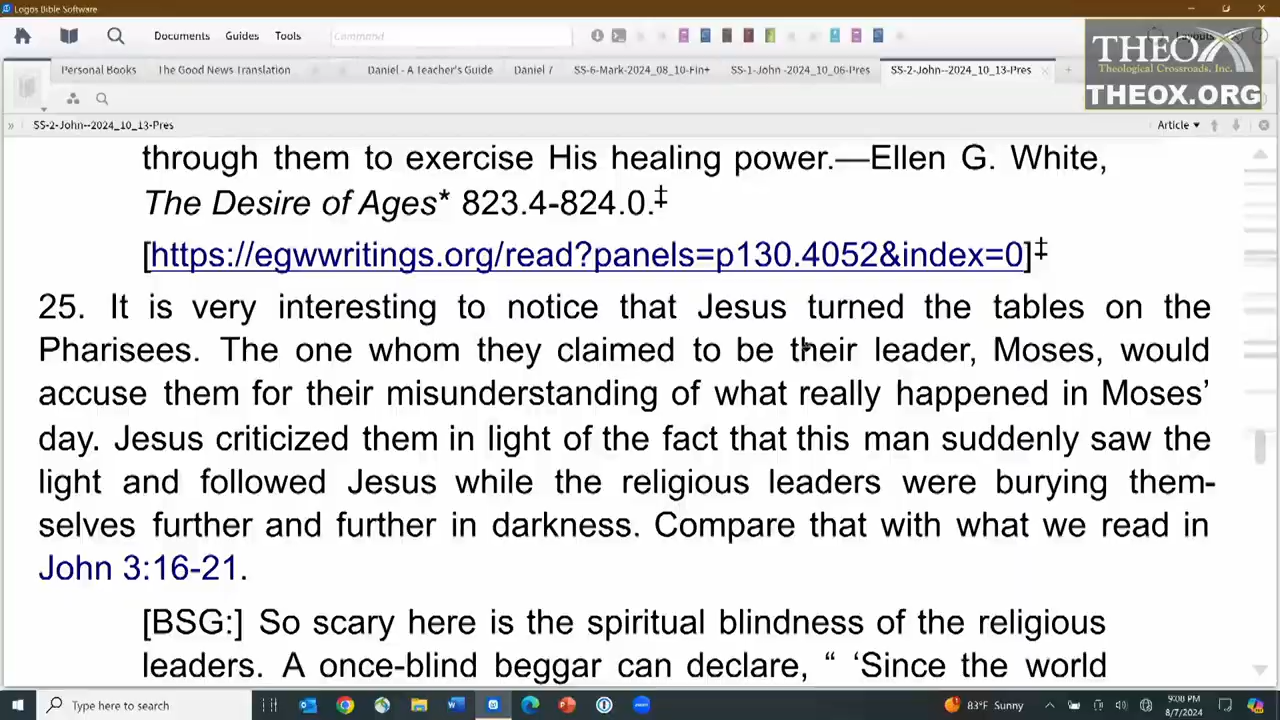 Logos Bible Software
Documents Guides Tools Command Layouts
THEOX
Theological Crossroads, Inc.
THEOX.ORG
Personal Books The Good News Translation Daniel 7 SS-6-Mark-2024_08_10-Fin+ SS-1-John-,2024_10_06-Pres SS-2-John--2024_10_13-Pres
SS-2-John--2024_10_13-Pres Article
through them to exercise His healing power.—Ellen G. White,
The Desire of Ages* 823.4-824.0.‡
[https://egwwritings.org/read?panels=p130.4052&index=0]‡
25. It is very interesting to notice that Jesus turned the tables on the
Pharisees. The one whom they claimed to be their leader, Moses, would
accuse them for their misunderstanding of what really happened in Moses’
day. Jesus criticized them in light of the fact that this man suddenly saw the
light and followed Jesus while the religious leaders were burying them-
selves further and further in darkness. Compare that with what we read in
John 3:16-21.
[BSG:] So scary here is the spiritual blindness of the religious
leaders. A once-blind beggar can declare, “ ‘Since the world
Type here to search
83°F Sunny
9:08 PM
8/7/2024